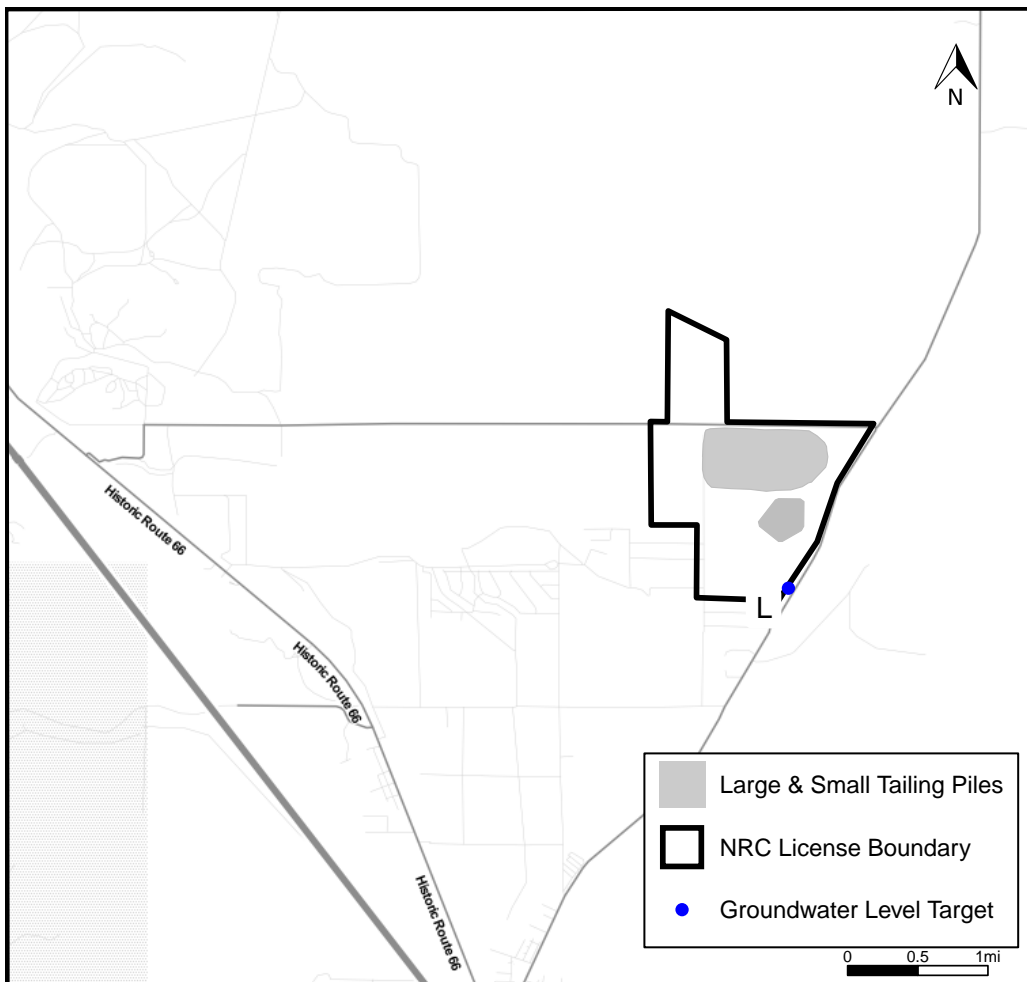 N
Historic Route 66
L
Historic Route 66
Large & Small Tailing Piles
NRC License Boundary
Historic Route 66
Groundwater Level Target
0 0.5 1mi